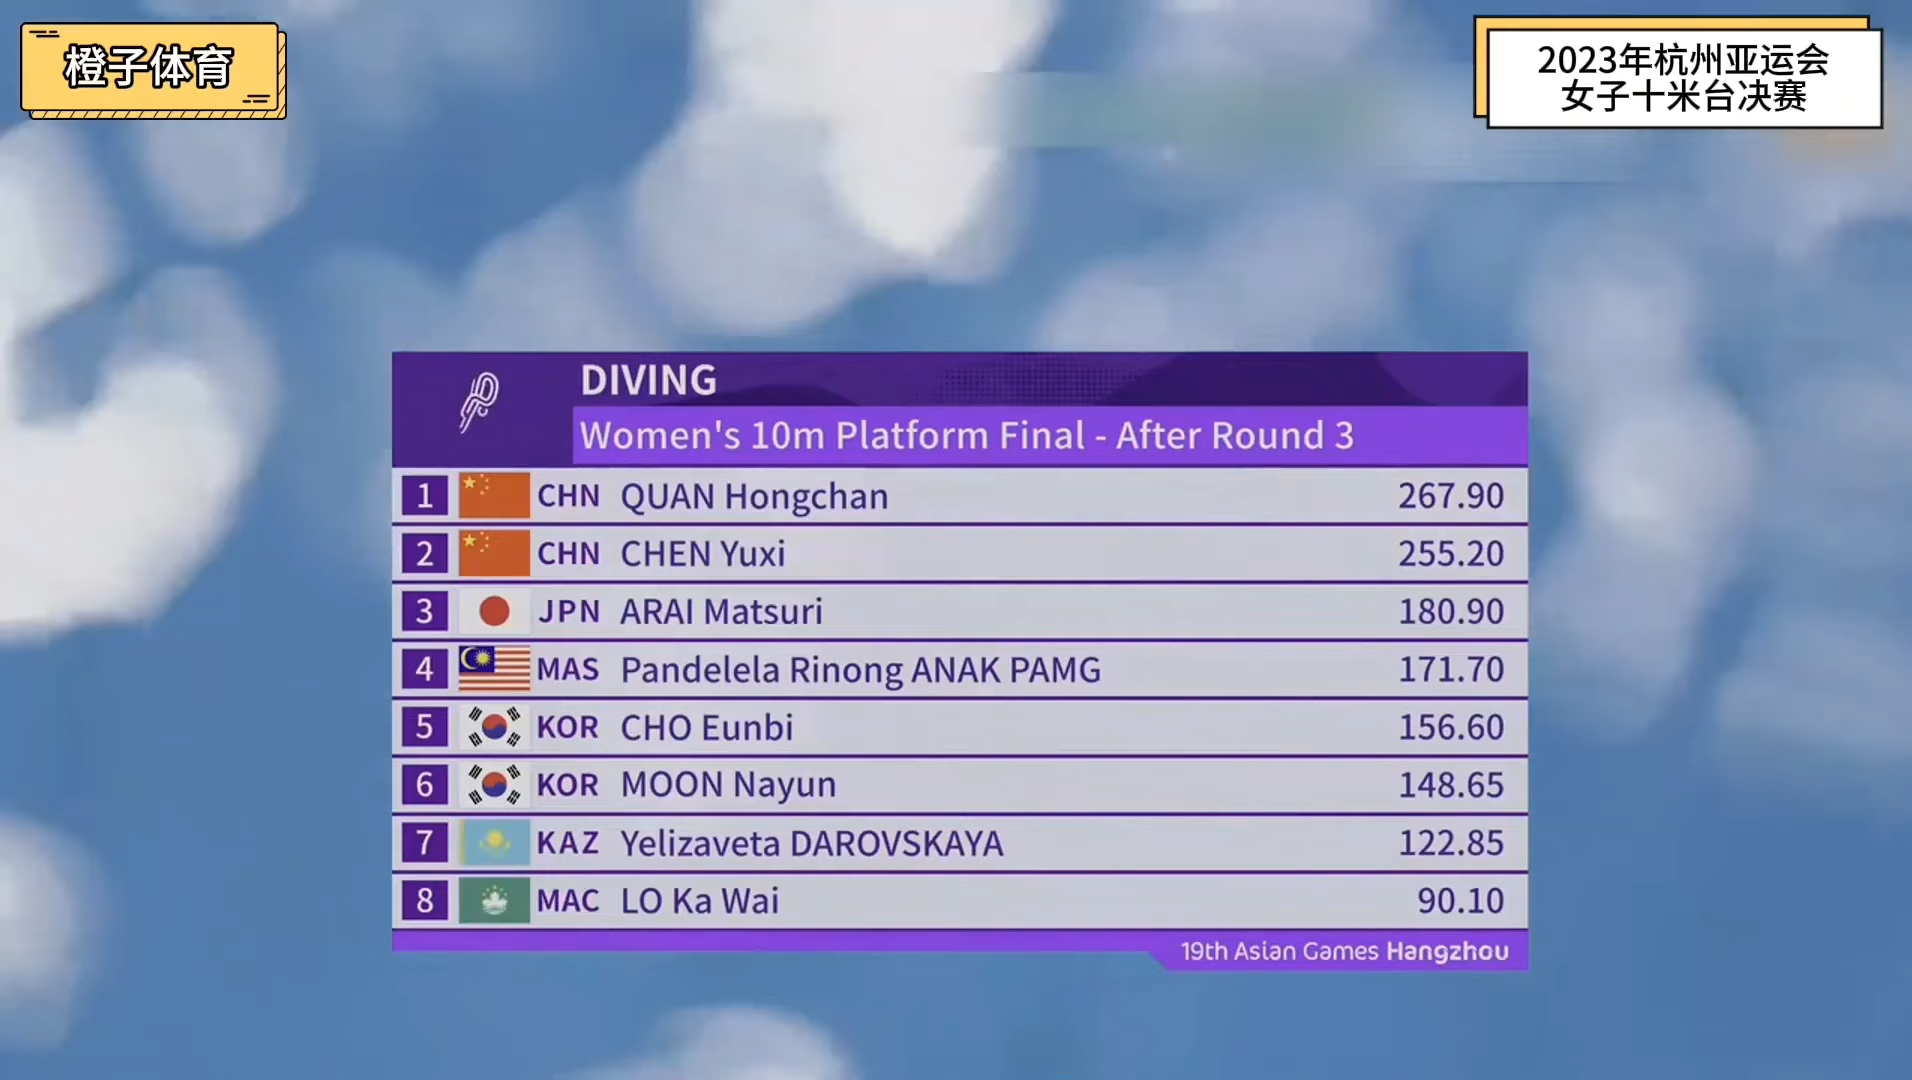 橙子体育
2023年杭州亚运会
女子十米台决赛
DIVING
Women's 10m Platform Final - After Round 3
1 CHN QUAN Hongchan 267.90
2 CHN CHEN Yuxi 255.20
3 JPN ARAI Matsuri 180.90
4 MAS Pandelela Rinong ANAK PAMG 171.70
5 KOR CHO Eunbi 156.60
6 KOR MOON Nayun 148.65
7 KAZ Yelizaveta DAROVSKAYA 122.85
8 MAC LO Ka Wai 90.10
19th Asian Games Hangzhou